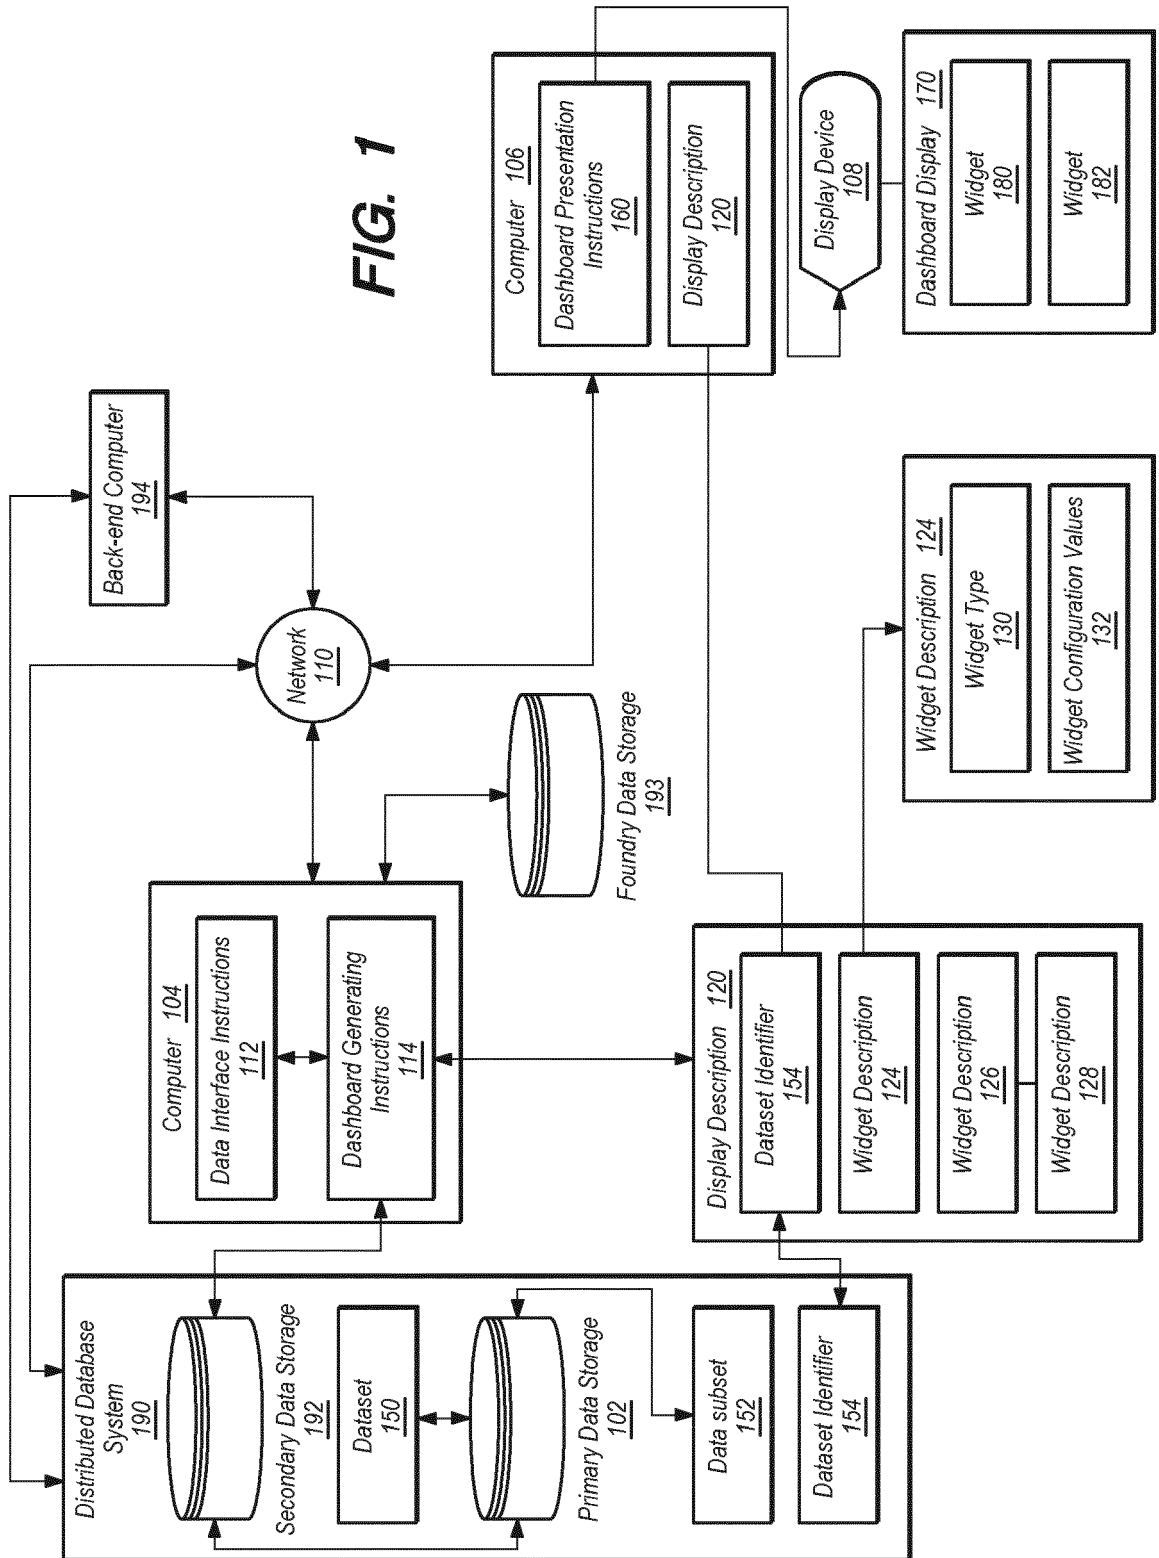 FIG. 1
Distributed Database
System
190
Secondary Data Storage
192
Dataset
150
Primary Data Storage
102
Data subset
152
Dataset Identifier
154
Computer 104
Data Interface Instructions
112
Dashboard Generating
Instructions
114
Foundry Data Storage
193
Network
110
Back-end Computer
194
Computer 106
Dashboard Presentation
Instructions
160
Display Description
120
Display Device
108
Dashboard Display 170
Widget
180
Widget
182
Display Description 120
Dataset Identifier
154
Widget Description
124
Widget Description
126
Widget Description
128
Widget Description 124
Widget Type
130
Widget Configuration Values
132